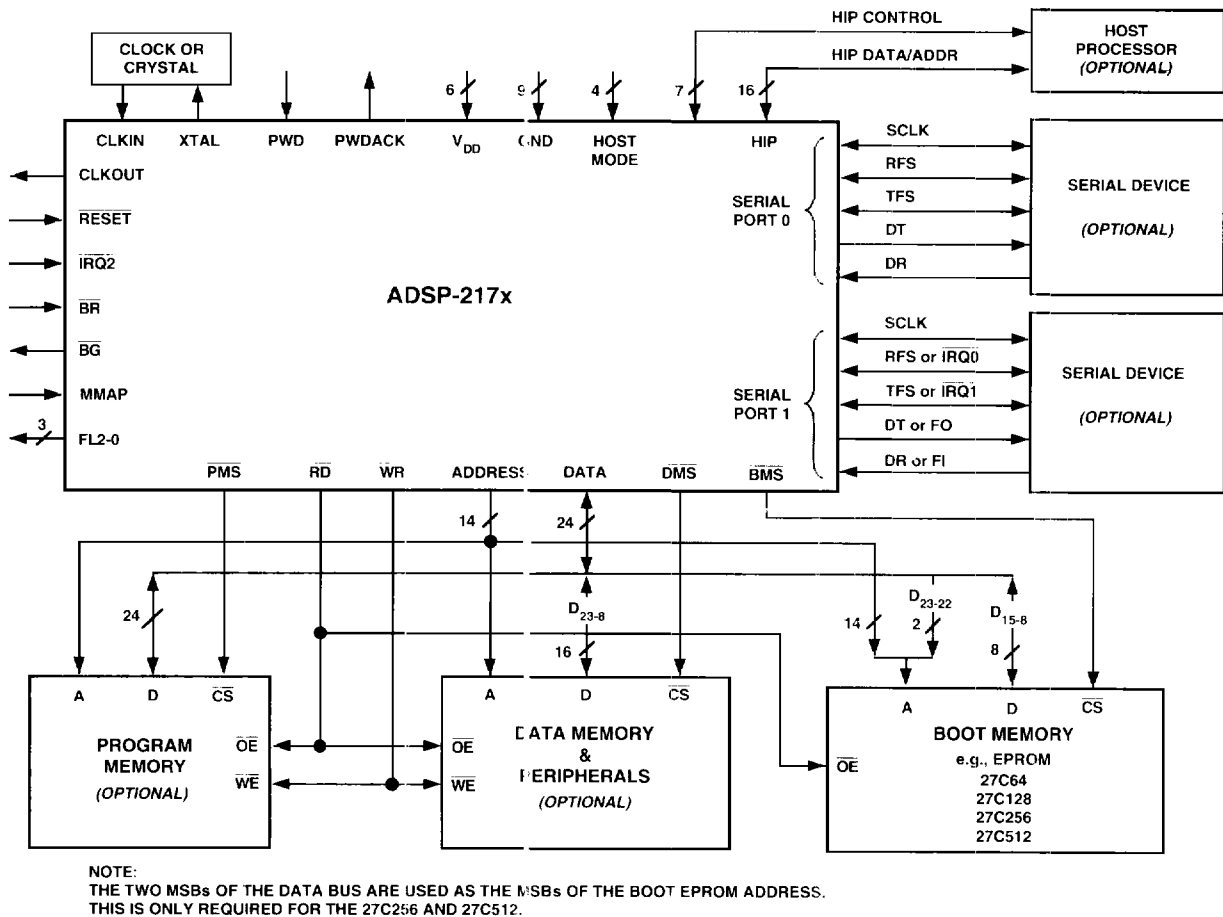 HIP CONTROL
HIP DATA/ADDR
HOST
PROCESSOR
(OPTIONAL)
CLOCK OR
CRYSTAL
6
9
4
7
16
CLKIN
XTAL
PWD
PWDACK
VDD
GND
HOST
MODE
HIP
CLKOUT
RESET
IRQ2
BR
BG
MMAP
3
FL2-0
ADSP-217x
SERIAL
PORT 0
SCLK
RFS
TFS
DT
DR
SERIAL DEVICE
(OPTIONAL)
SERIAL
PORT 1
SCLK
RFS or IRQ0
TFS or IRQ1
DT or FO
DR or FI
SERIAL DEVICE
(OPTIONAL)
PMS
RD
WR
ADDRESS
DATA
DMS
BMS
14
24
24
D23-8
16
14
D23-22
2
D15-8
8
A
D
CS
PROGRAM
MEMORY
(OPTIONAL)
OE
WE
A
D
CS
OE
WE
DATA MEMORY
&
PERIPHERALS
(OPTIONAL)
A
D
CS
OE
BOOT MEMORY
e.g., EPROM
27C64
27C128
27C256
27C512
NOTE:
THE TWO MSBs OF THE DATA BUS ARE USED AS THE MSBs OF THE BOOT EPROM ADDRESS.
THIS IS ONLY REQUIRED FOR THE 27C256 AND 27C512.